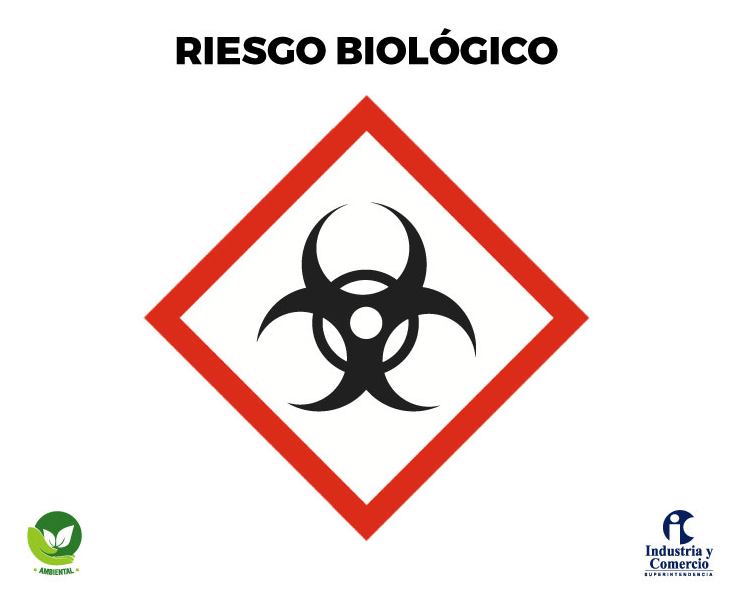 RIESGO BIOLÓGICO
• AMBIENTAL •
Industria y
Comercio
SUPERINTENDENCIA